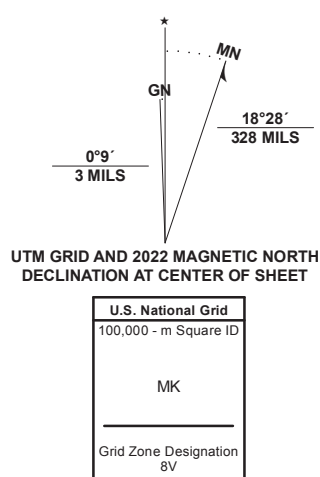 ★
MN
GN
18°28´
328 MILS
0°9´
3 MILS
UTM GRID AND 2022 MAGNETIC NORTH
DECLINATION AT CENTER OF SHEET
U.S. National Grid
100,000 - m Square ID
MK
Grid Zone Designation
8V